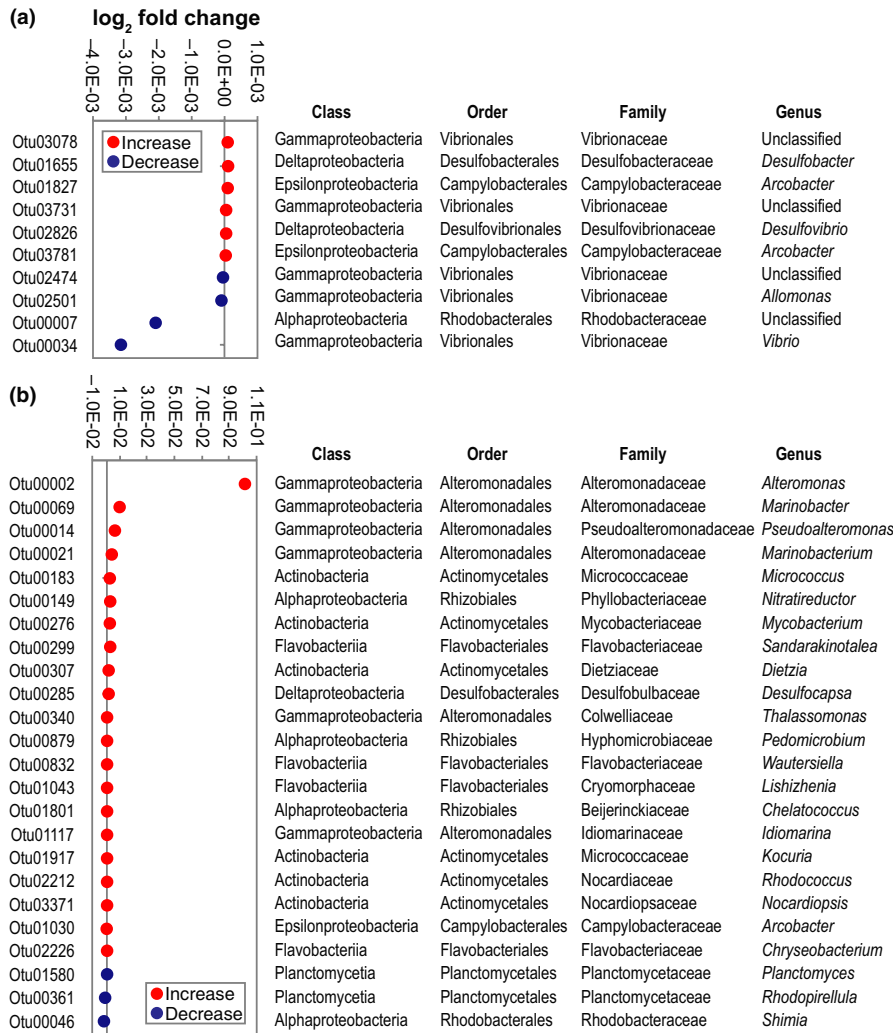 (a) log2 fold change
−4.0E-03 −3.0E-03 −2.0E-03 −1.0E-03 0.0E+00 1.0E-03
Class Order Family Genus
Increase
Decrease
Otu03078 Gammaproteobacteria Vibrionales Vibrionaceae Unclassified
Otu01655 Deltaproteobacteria Desulfobacterales Desulfobacteraceae Desulfobacter
Otu01827 Epsilonproteobacteria Campylobacterales Campylobacteraceae Arcobacter
Otu03731 Gammaproteobacteria Vibrionales Vibrionaceae Unclassified
Otu02826 Deltaproteobacteria Desulfovibrionales Desulfovibrionaceae Desulfovibrio
Otu03781 Epsilonproteobacteria Campylobacterales Campylobacteraceae Arcobacter
Otu02474 Gammaproteobacteria Vibrionales Vibrionaceae Unclassified
Otu02501 Gammaproteobacteria Vibrionales Vibrionaceae Allomonas
Otu00007 Alphaproteobacteria Rhodobacterales Rhodobacteraceae Unclassified
Otu00034 Gammaproteobacteria Vibrionales Vibrionaceae Vibrio
(b)
−1.0E-02 1.0E-02 3.0E-02 5.0E-02 7.0E-02 9.0E-02 1.1E-01
Class Order Family Genus
Otu00002 Gammaproteobacteria Alteromonadales Alteromonadaceae Alteromonas
Otu00069 Gammaproteobacteria Alteromonadales Alteromonadaceae Marinobacter
Otu00014 Gammaproteobacteria Alteromonadales Pseudoalteromonadaceae Pseudoalteromonas
Otu00021 Gammaproteobacteria Alteromonadales Alteromonadaceae Marinobacterium
Otu00183 Actinobacteria Actinomycetales Micrococcaceae Micrococcus
Otu00149 Alphaproteobacteria Rhizobiales Phyllobacteriaceae Nitratireductor
Otu00276 Actinobacteria Actinomycetales Mycobacteriaceae Mycobacterium
Otu00299 Flavobacteriia Flavobacteriales Flavobacteriaceae Sandarakinotalea
Otu00307 Actinobacteria Actinomycetales Dietziaceae Dietzia
Otu00285 Deltaproteobacteria Desulfobacterales Desulfobulbaceae Desulfocapsa
Otu00340 Gammaproteobacteria Alteromonadales Colwelliaceae Thalassomonas
Otu00879 Alphaproteobacteria Rhizobiales Hyphomicrobiaceae Pedomicrobium
Otu00832 Flavobacteriia Flavobacteriales Flavobacteriaceae Wautersiella
Otu01043 Flavobacteriia Flavobacteriales Cryomorphaceae Lishizhenia
Otu01801 Alphaproteobacteria Rhizobiales Beijerinckiaceae Chelatococcus
Otu01117 Gammaproteobacteria Alteromonadales Idiomarinaceae Idiomarina
Otu01917 Actinobacteria Actinomycetales Micrococcaceae Kocuria
Otu02212 Actinobacteria Actinomycetales Nocardiaceae Rhodococcus
Otu03371 Actinobacteria Actinomycetales Nocardiopsaceae Nocardiopsis
Otu01030 Epsilonproteobacteria Campylobacterales Campylobacteraceae Arcobacter
Otu02226 Flavobacteriia Flavobacteriales Flavobacteriaceae Chryseobacterium
Otu01580 Planctomycetia Planctomycetales Planctomycetaceae Planctomyces
Otu00361 Increase Planctomycetia Planctomycetales Planctomycetaceae Rhodopirellula
Otu00046 Decrease Alphaproteobacteria Rhodobacterales Rhodobacteraceae Shimia